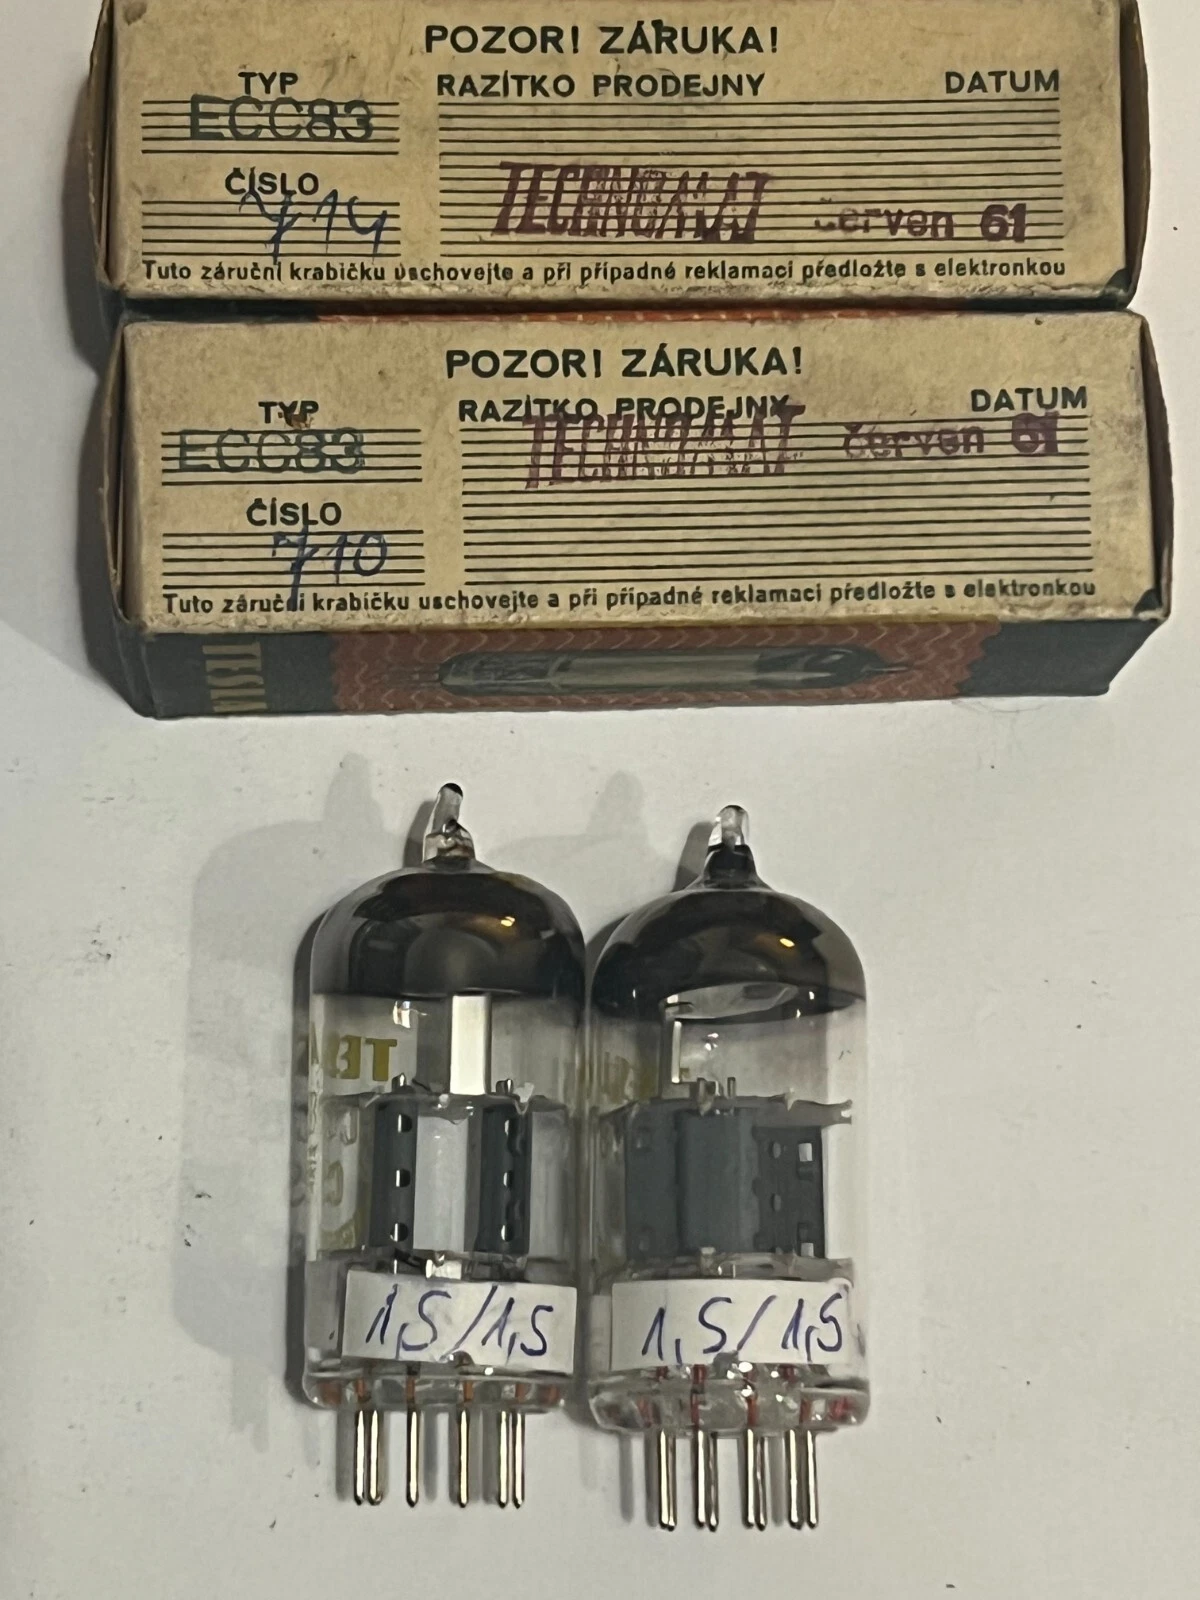 POZOR! ZÁRUKA!
TYP
RAZÍTKO PRODEJNY
DATUM
ECC83
ČÍSLO
714
TECHNOMAT
červen 61
Tuto záruční krabičku uschovejte a při případné reklamaci předložte s elektronkou
POZOR! ZÁRUKA!
TYP
RAZÍTKO PRODEJNY
DATUM
ECC83
TECHNOMAT
červen 61
ČÍSLO
710
Tuto záruční krabičku uschovejte a při případné reklamaci předložte s elektronkou
TESLA
1,5/1,5
1,5/1,5